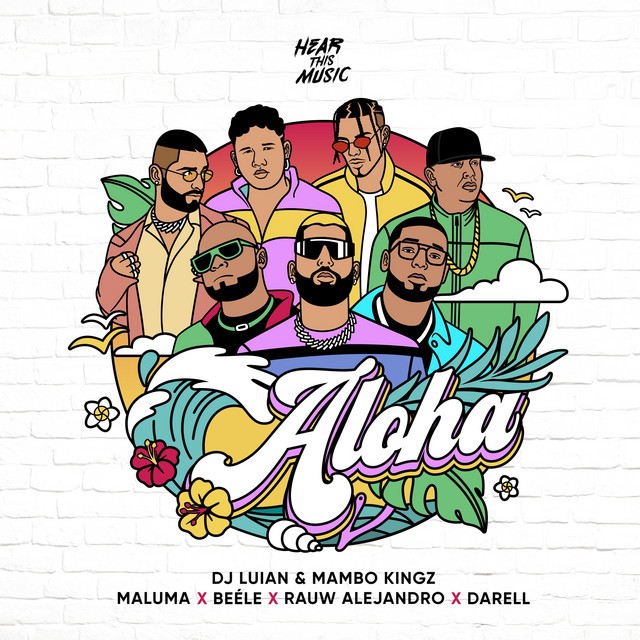 HEAR
THIS
MUSIC
Aloha
DJ LUIAN & MAMBO KINGZ
MALUMA X BEÉLE X RAUW ALEJANDRO X DARELL